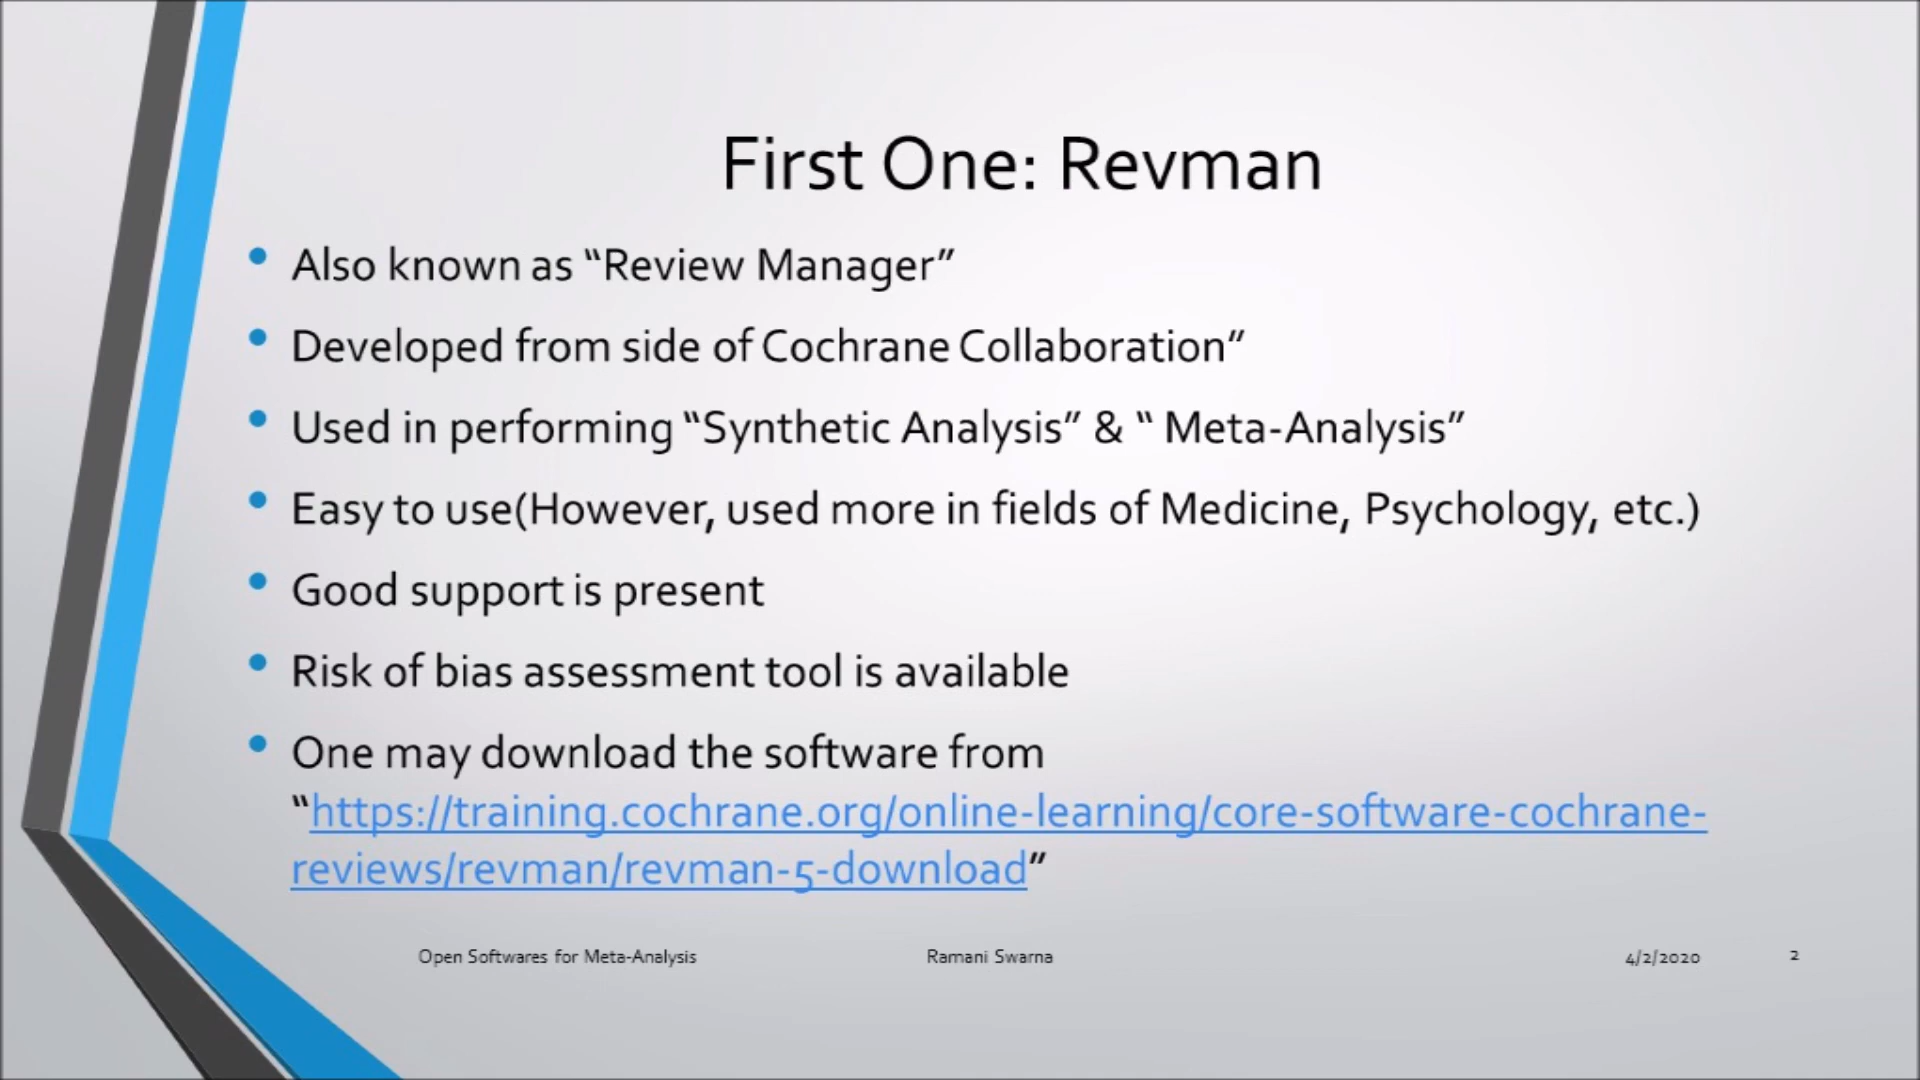 First One: Revman
• Also known as “Review Manager”
• Developed from side of Cochrane Collaboration”
• Used in performing “Synthetic Analysis” & “ Meta-Analysis”
• Easy to use(However, used more in fields of Medicine, Psychology, etc.)
• Good support is present
• Risk of bias assessment tool is available
• One may download the software from
“https://training.cochrane.org/online-learning/core-software-cochrane-
reviews/revman/revman-5-download”
Open Softwares for Meta-Analysis Ramani Swarna 4/2/2020 2